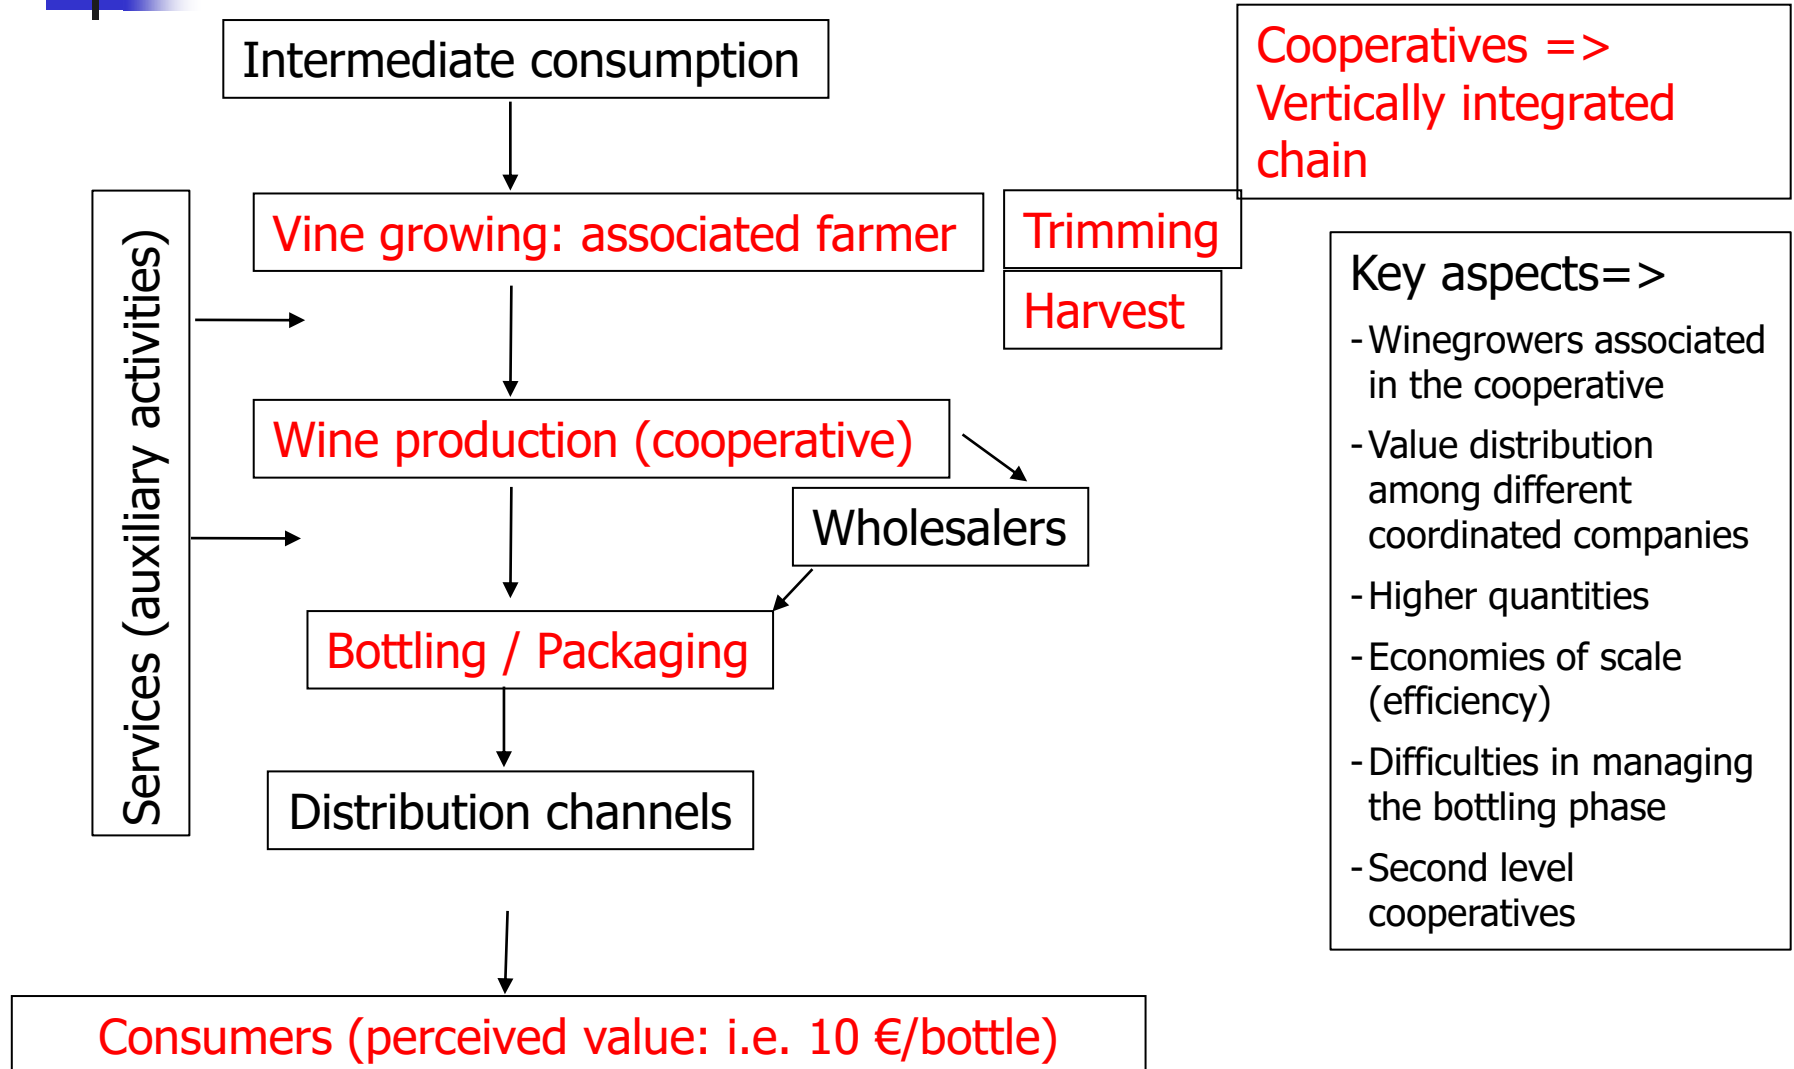 Intermediate consumption
Cooperatives =>
Vertically integrated
chain
Services (auxiliary activities)
Vine growing: associated farmer
Trimming
Harvest
Wine production (cooperative)
Wholesalers
Bottling / Packaging
Distribution channels
Consumers (perceived value: i.e. 10 €/bottle)
Key aspects=>
- Winegrowers associated
in the cooperative
- Value distribution
among different
coordinated companies
- Higher quantities
- Economies of scale
(efficiency)
- Difficulties in managing
the bottling phase
- Second level
cooperatives